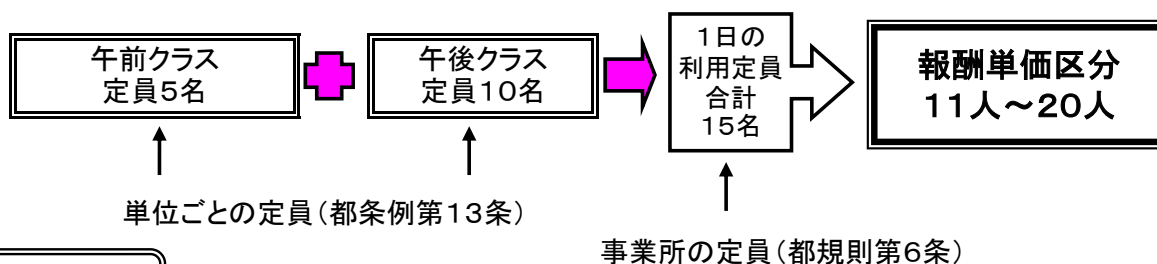 午前クラス
定員5名
午後クラス
定員10名
1日の
利用定員
合計
15名
報酬単価区分
11人~20人
単位ごとの定員(都条例第13条)
事業所の定員(都規則第6条)